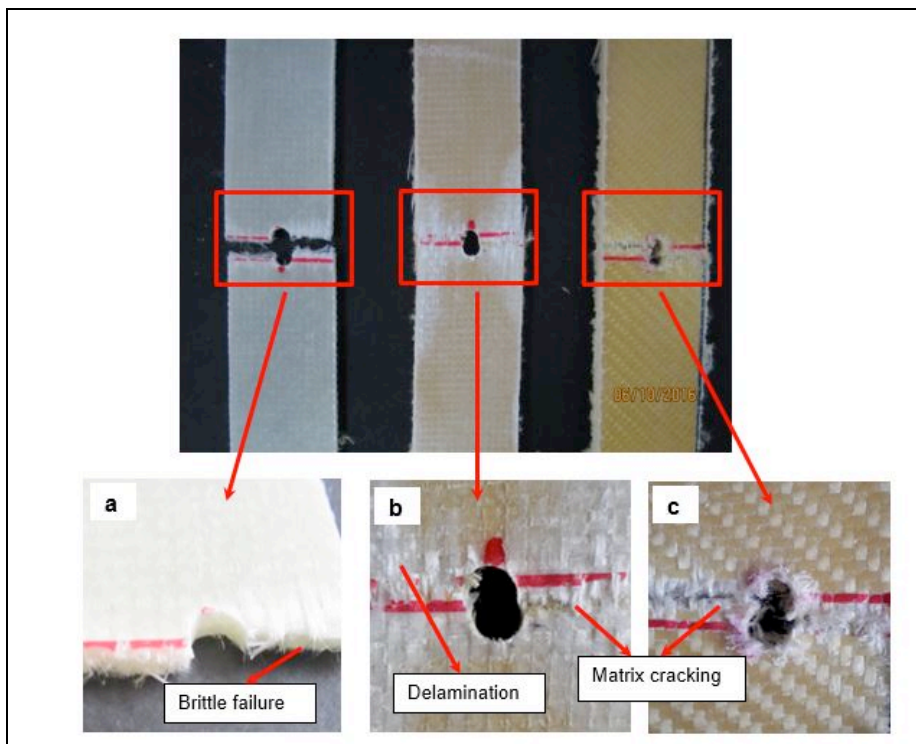 06/10/2016
a
b
c
Brittle failure
Delamination
Matrix cracking